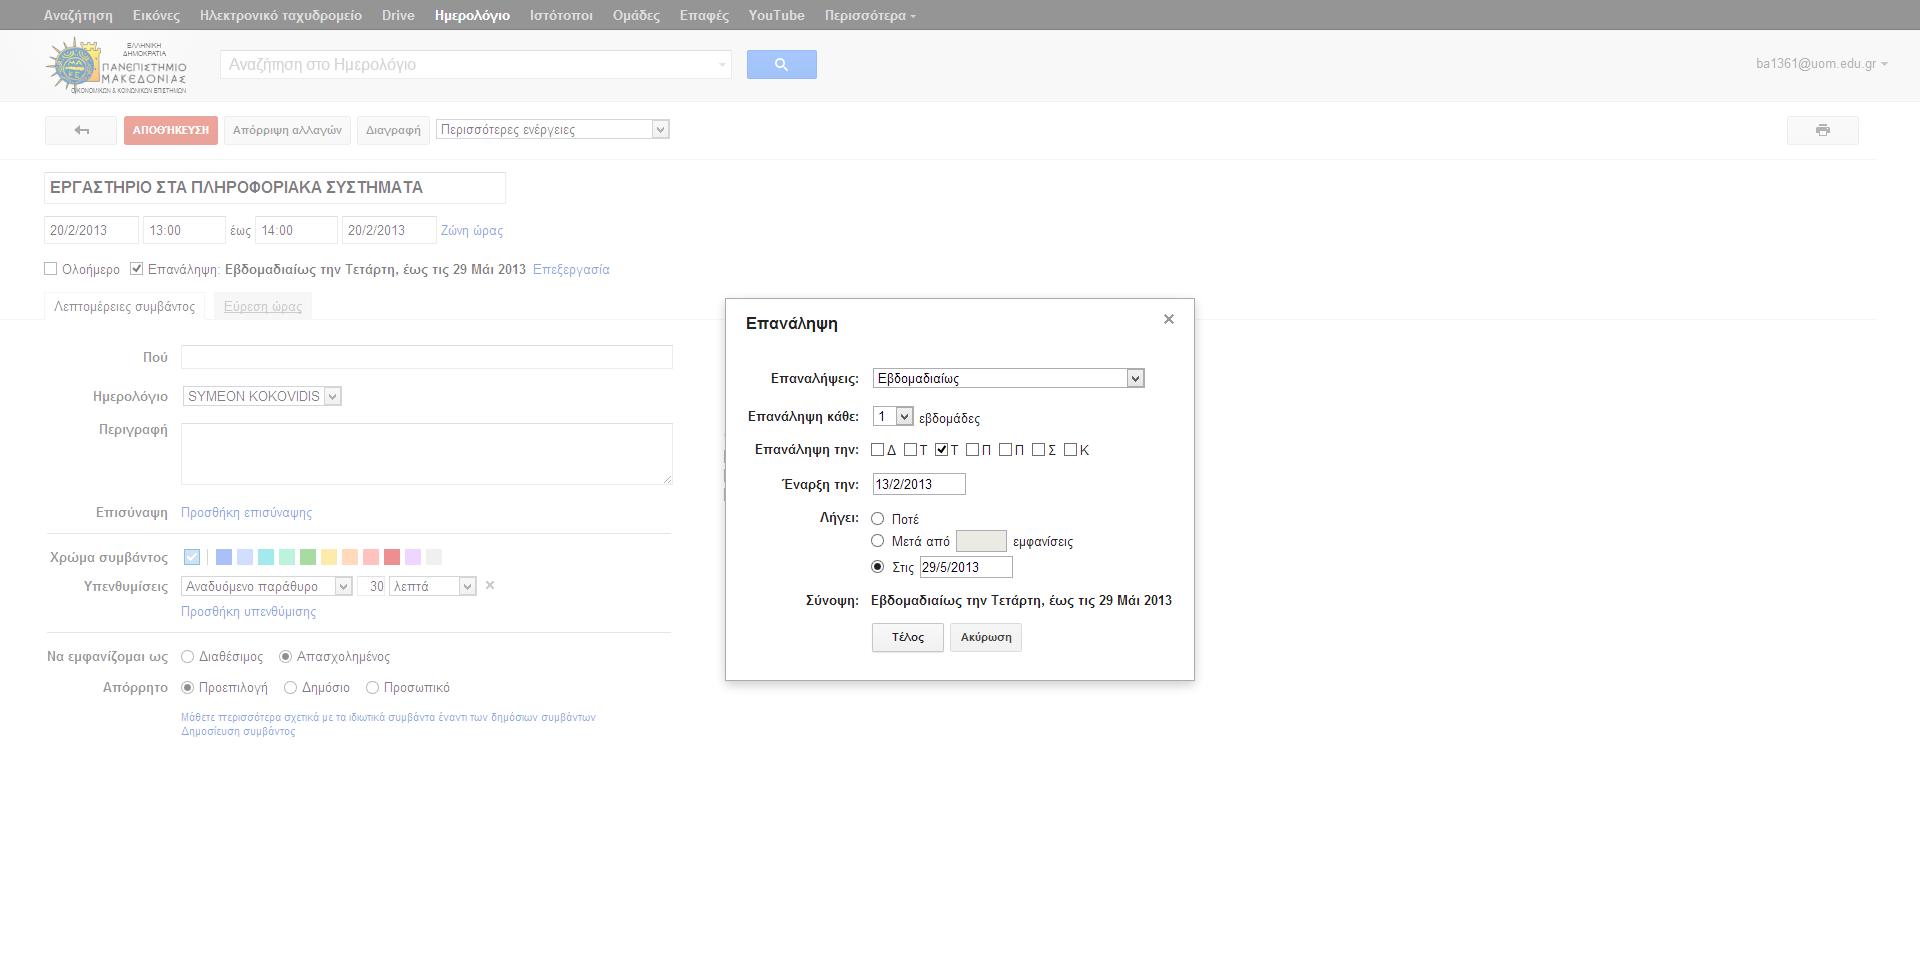 Αναζήτηση Εικόνες Ηλεκτρονικό ταχυδρομείο Drive Ημερολόγιο Ιστότοποι Ομάδες Επαφές YouTube Περισσότερα
ΕΛΛΗΝΙΚΗ
ΔΗΜΟΚΡΑΤΙΑ
ΠΑΝΕΠΙΣΤΗΜΙΟ
ΜΑΚΕΔΟΝΙΑΣ
ΟΙΚΟΝΟΜΙΚΩΝ & ΚΟΙΝΩΝΙΚΩΝ ΕΠΙΣΤΗΜΩΝ
Αναζήτηση στο Ημερολόγιο
ba1361@uom.edu.gr
ΑΠΟΘΉΚΕΥΣΗ Απόρριψη αλλαγών Διαγραφή Περισσότερες ενέργειες
ΕΡΓΑΣΤΗΡΙΟ ΣΤΑ ΠΛΗΡΟΦΟΡΙΑΚΑ ΣΥΣΤΗΜΑΤΑ
20/2/2013 13:00 έως 14:00 20/2/2013 Ζώνη ώρας
Ολοήμερο Επανάληψη: Εβδομαδιαίως την Τετάρτη, έως τις 29 Μάι 2013 Επεξεργασία
Λεπτομέρειες συμβάντος Εύρεση ώρας
Πού
Ημερολόγιο SYMEON KOKOVIDIS
Περιγραφή
Επισύναψη Προσθήκη επισύναψης
Χρώμα συμβάντος
Υπενθυμίσεις Αναδυόμενο παράθυρο 30 λεπτά
Προσθήκη υπενθύμισης
Να εμφανίζομαι ως Διαθέσιμος Απασχολημένος
Απόρρητο Προεπιλογή Δημόσιο Προσωπικό
Μάθετε περισσότερα σχετικά με τα ιδιωτικά συμβάντα έναντι των δημόσιων συμβάντων
Δημοσίευση συμβάντος
Επανάληψη
Επαναλήψεις: Εβδομαδιαίως
Επανάληψη κάθε: 1 εβδομάδες
Επανάληψη την: Δ Τ Τ Π Π Σ Κ
Έναρξη την: 13/2/2013
Λήγει: Ποτέ
Μετά από εμφανίσεις
Στις 29/5/2013
Σύνοψη: Εβδομαδιαίως την Τετάρτη, έως τις 29 Μάι 2013
Τέλος Ακύρωση